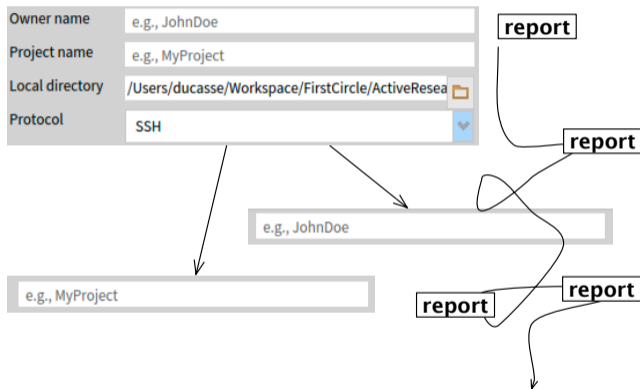 Owner name
e.g., JohnDoe
report
Project name
e.g., MyProject
Local directory
/Users/ducasse/Workspace/FirstCircle/ActiveResea
Protocol
SSH
report
e.g., JohnDoe
e.g., MyProject
report
report